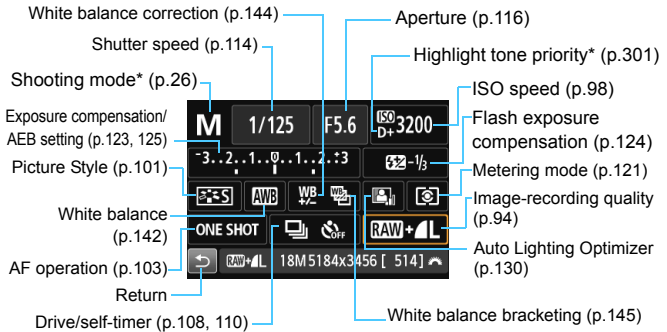 White balance correction (p.144)
Aperture (p.116)
Shutter speed (p.114)
Highlight tone priority* (p.301)
Shooting mode* (p.26)
ISO speed (p.98)
Exposure compensation/
AEB setting (p.123, 125)
Flash exposure
compensation (p.124)
Picture Style (p.101)
Metering mode (p.121)
White balance
(p.142)
Image-recording quality
(p.94)
AF operation (p.103)
Auto Lighting Optimizer
(p.130)
Return
Drive/self-timer (p.108, 110)
White balance bracketing (p.145)
M 1/125 F5.6 ISO D+ 3200
-3..2..1..0..1..2.+3 -1/3
S AWB WB +/- WB
ONE SHOT OFF RAW+L
RAW+L 18M 5184x3456 [ 514]